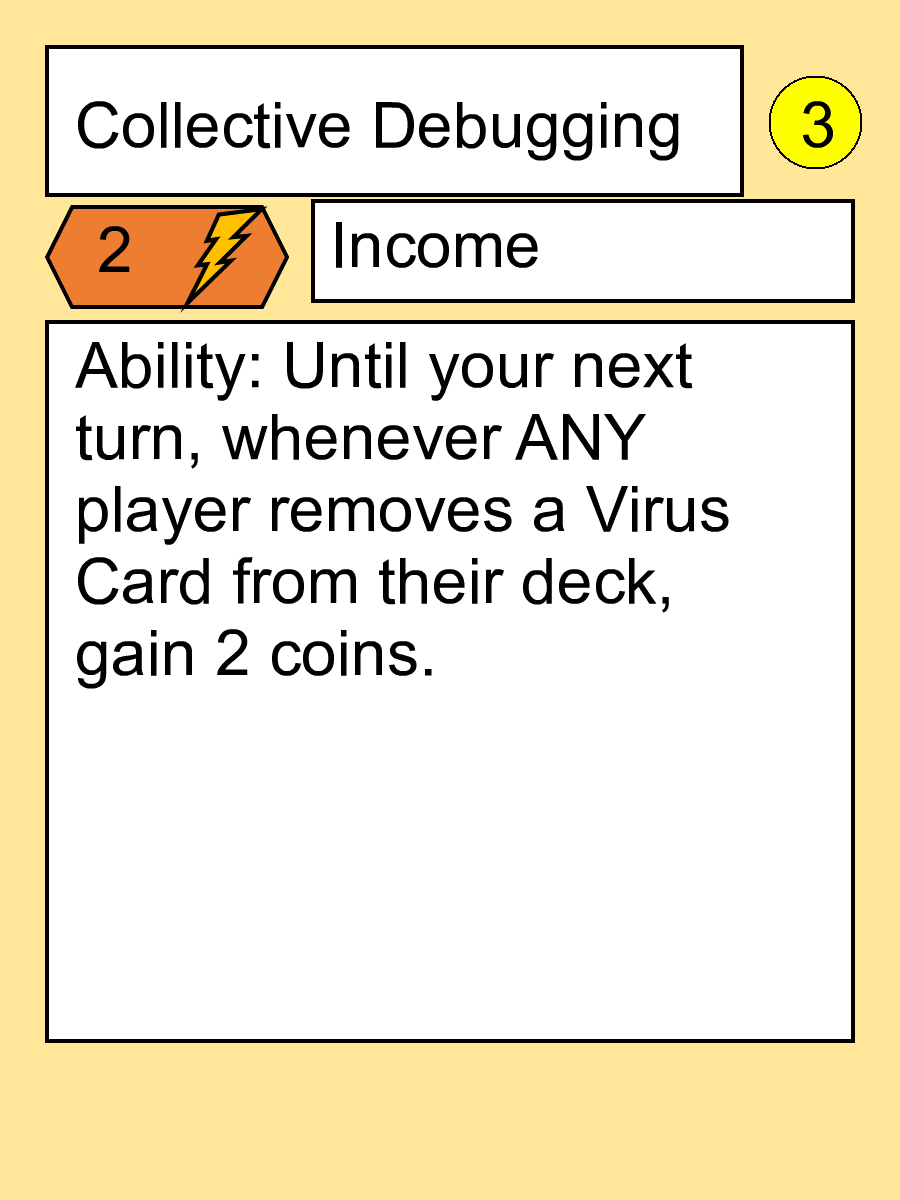 Collective Debugging
3
2
Income
Ability: Until your next
turn, whenever ANY
player removes a Virus
Card from their deck,
gain 2 coins.